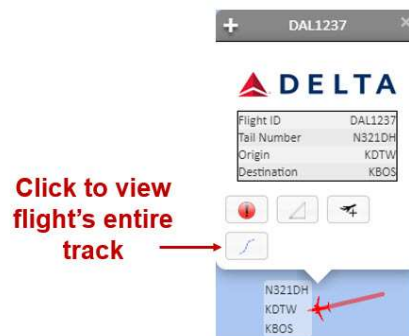 DAL1237 ×
DELTA
Flight ID DAL1237
Tail Number N321DH
Origin KDTW
Destination KBOS
Click to view
flight's entire
track
N321DH
KDTW
KBOS